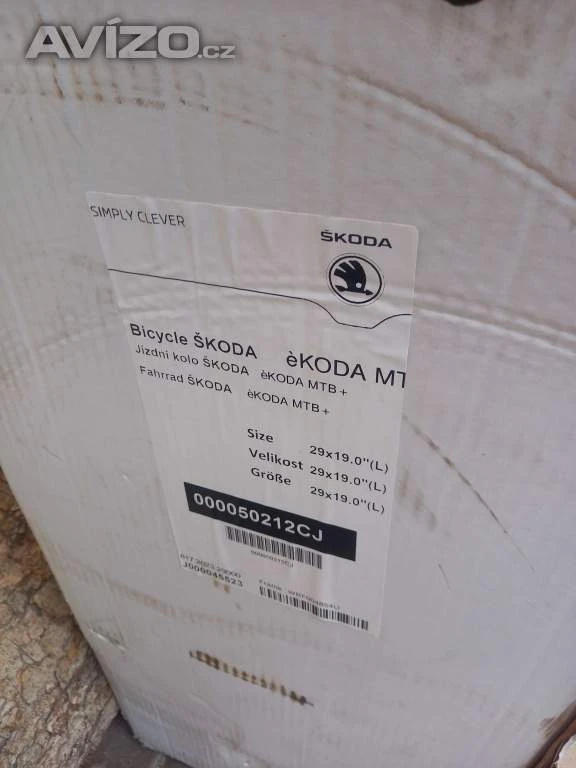 AVÍZO.cz
SIMPLY CLEVER
ŠKODA
Bicycle ŠKODA èKODA MT
Jízdní kolo ŠKODA èKODA MTB +
Fahrrad ŠKODA èKODA MTB +
Size 29x19.0"(L)
Velikost 29x19.0"(L)
Größe 29x19.0"(L)
000050212CJ
J000045523